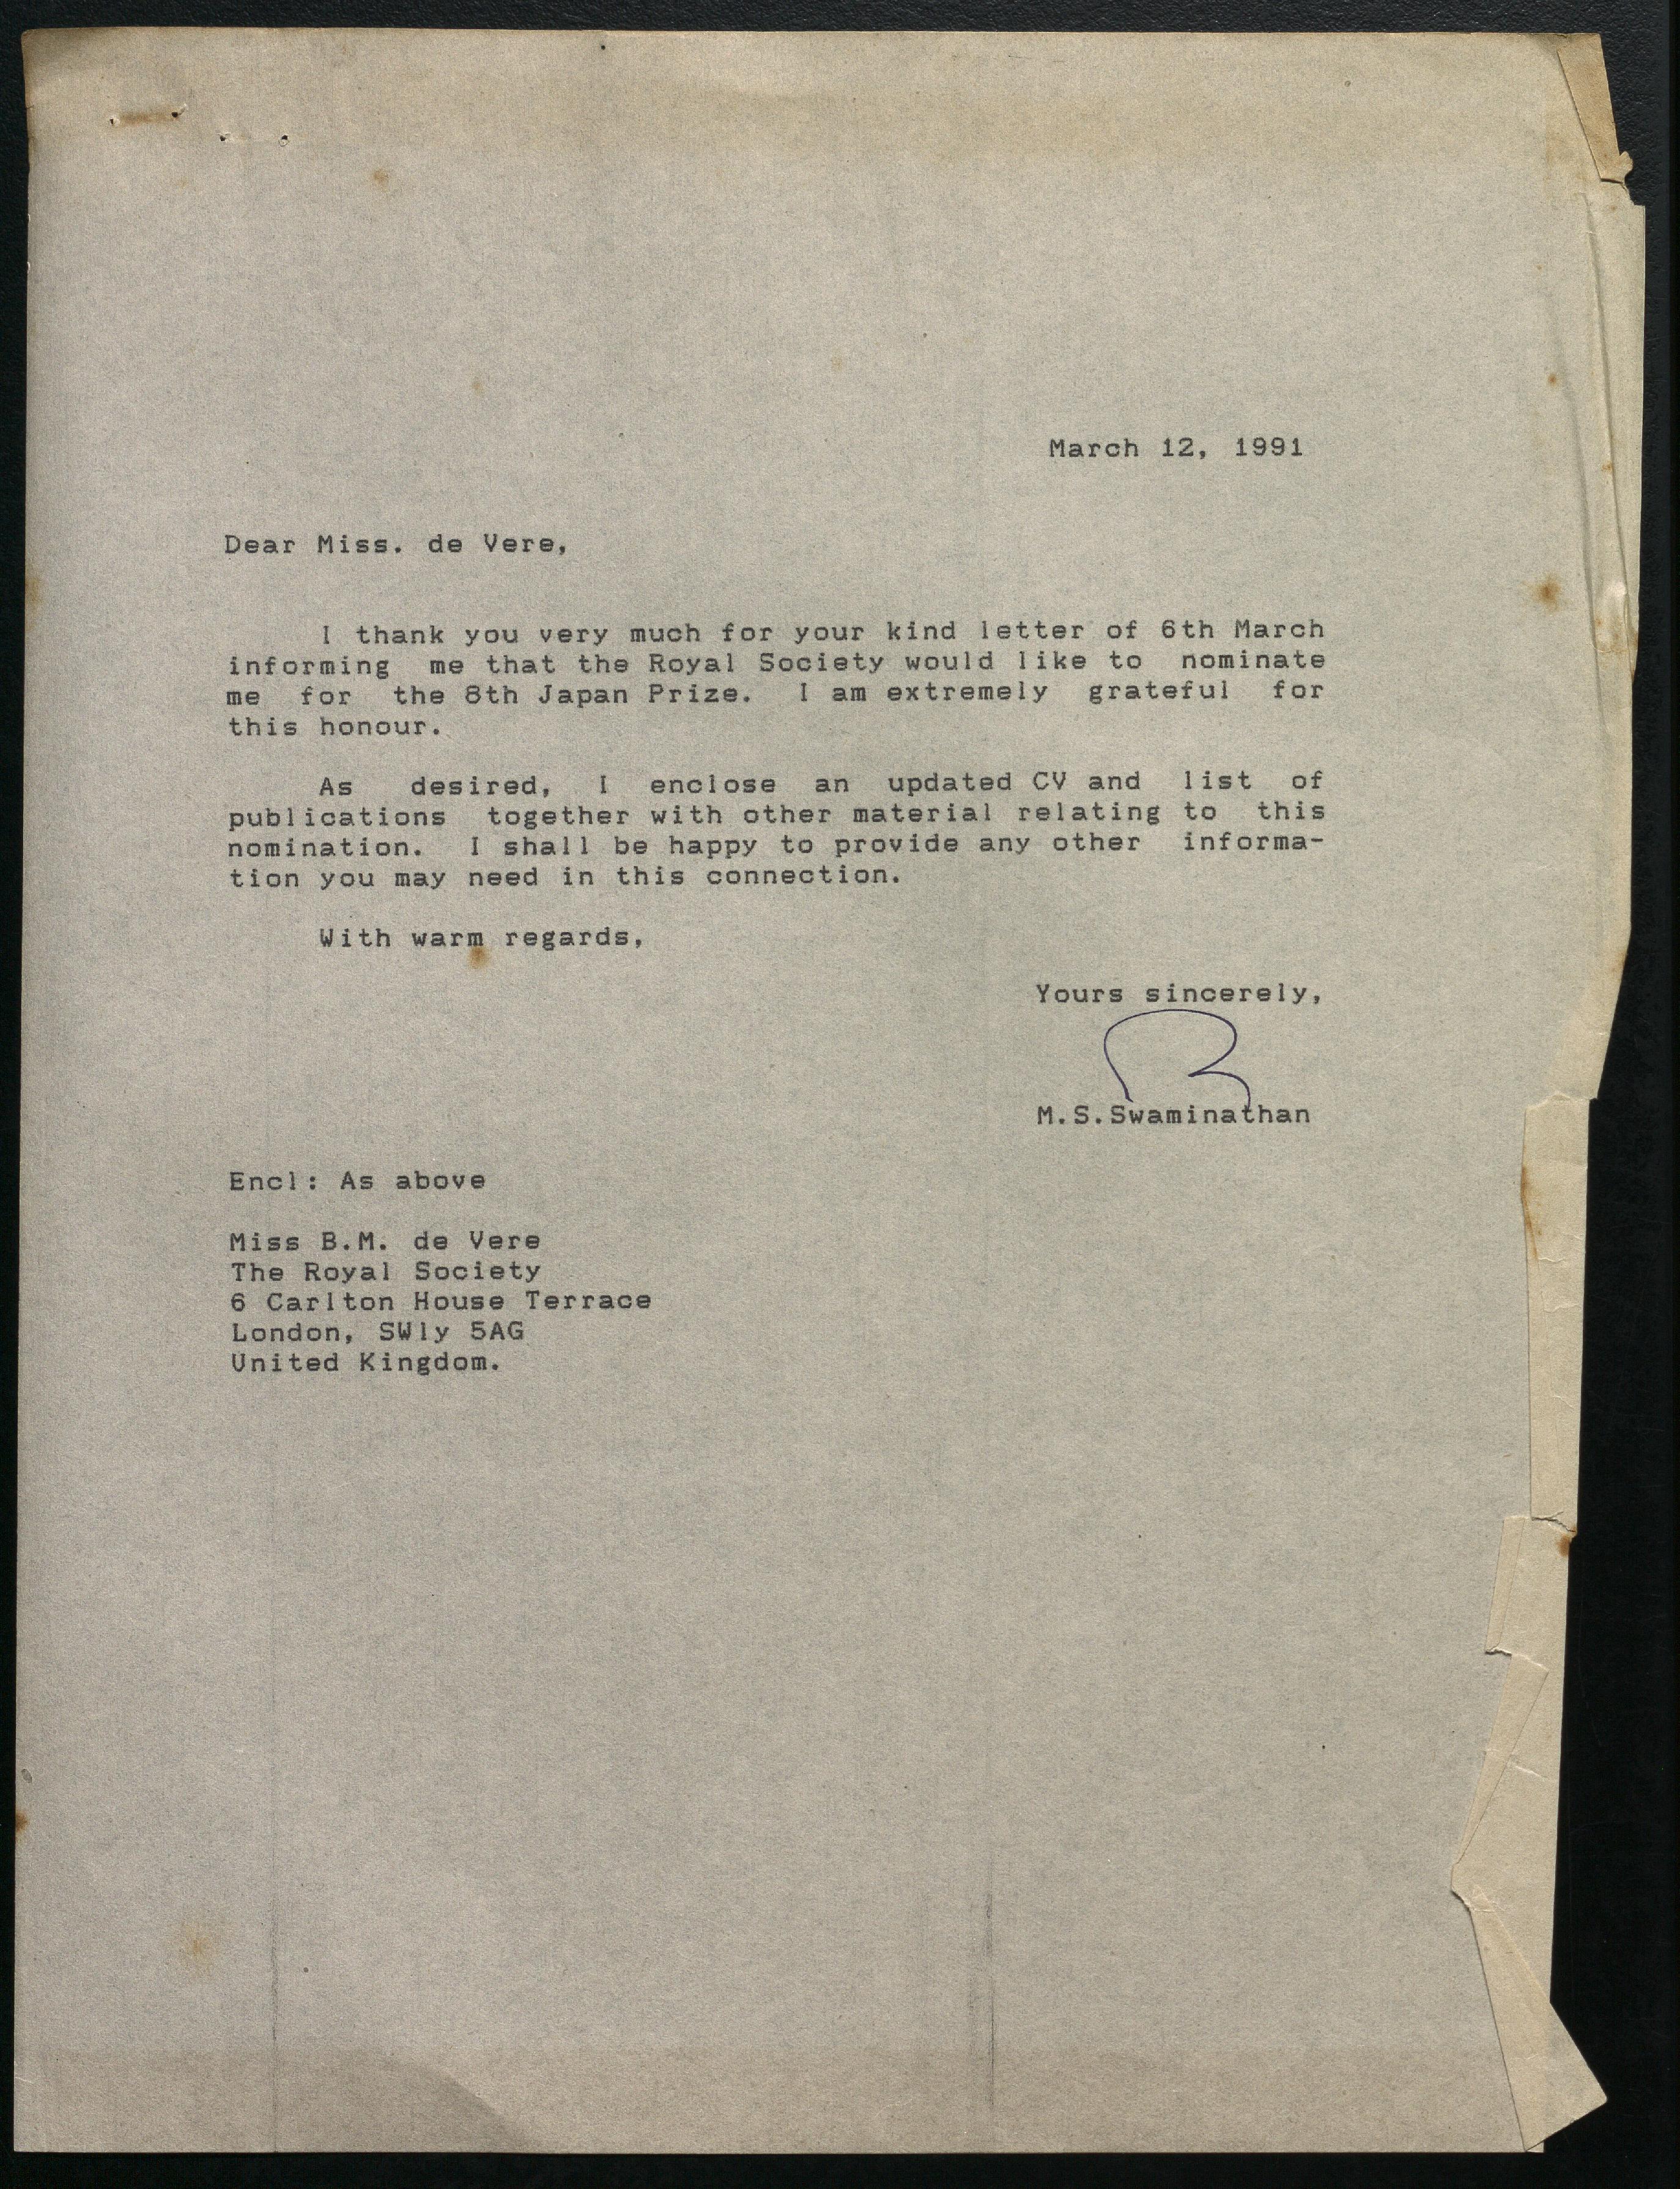 March 12, 1991
Dear Miss. de Vere,
I thank you very much for your kind letter of 6th March
informing me that the Royal Society would like to nominate
me for the 8th Japan Prize. I am extremely grateful for
this honour.
As desired, I enclose an updated CV and list of
publications together with other material relating to this
nomination. I shall be happy to provide any other informa-
tion you may need in this connection.
With warm regards,
Yours sincerely,
M.S.Swaminathan
Encl: As above
Miss B.M. de Vere
The Royal Society
6 Carlton House Terrace
London, SW1y 5AG
United Kingdom.